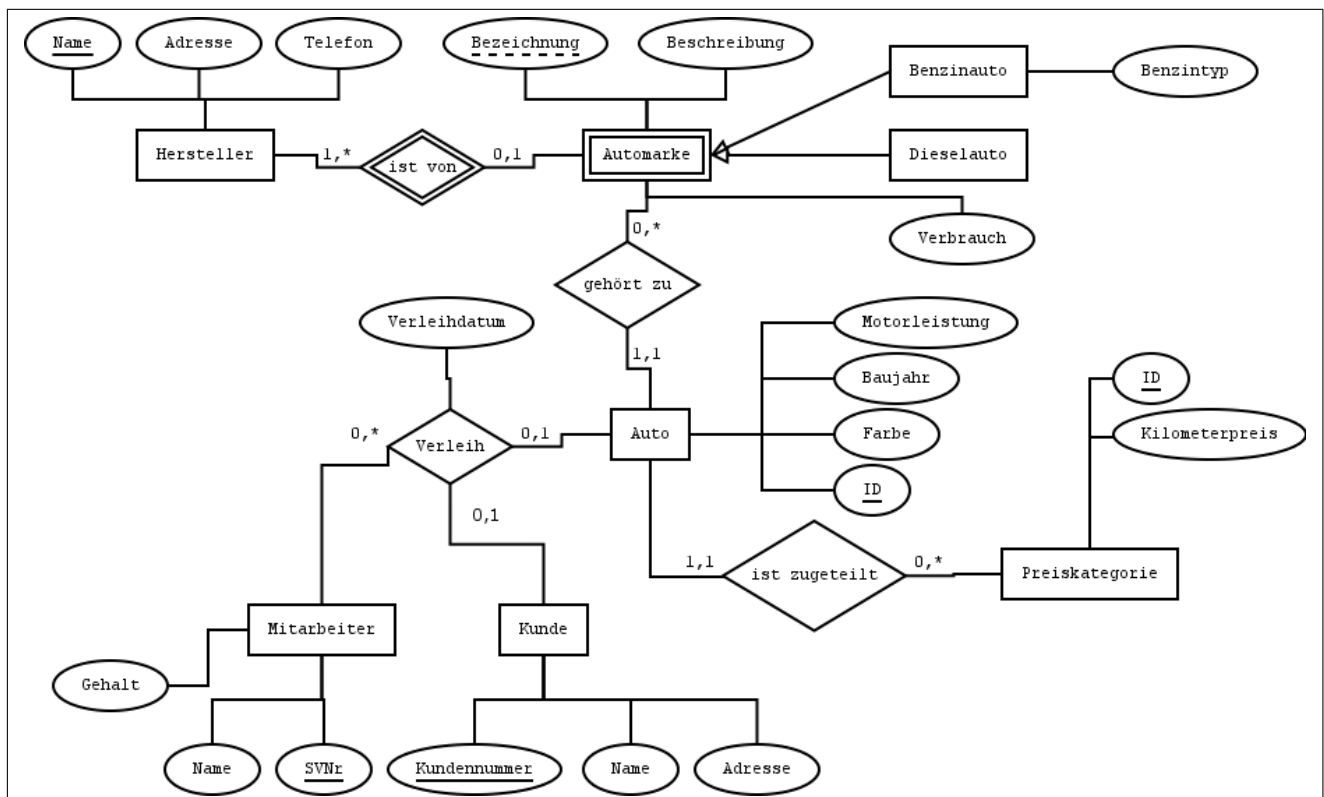 Name
Adresse
Telefon
Bezeichnung
Beschreibung
Benzinauto
Benzintyp
Hersteller
1,*
ist von
0,1
Automarke
Dieselauto
Verbrauch
0,*
gehört zu
1,1
Verleihdatum
Motorleistung
Baujahr
Farbe
ID
ID
Kilometerpreis
0,*
Verleih
0,1
Auto
0,1
1,1
ist zugeteilt
0,*
Preiskategorie
Mitarbeiter
Kunde
Gehalt
Name
SVNr
Kundennummer
Name
Adresse